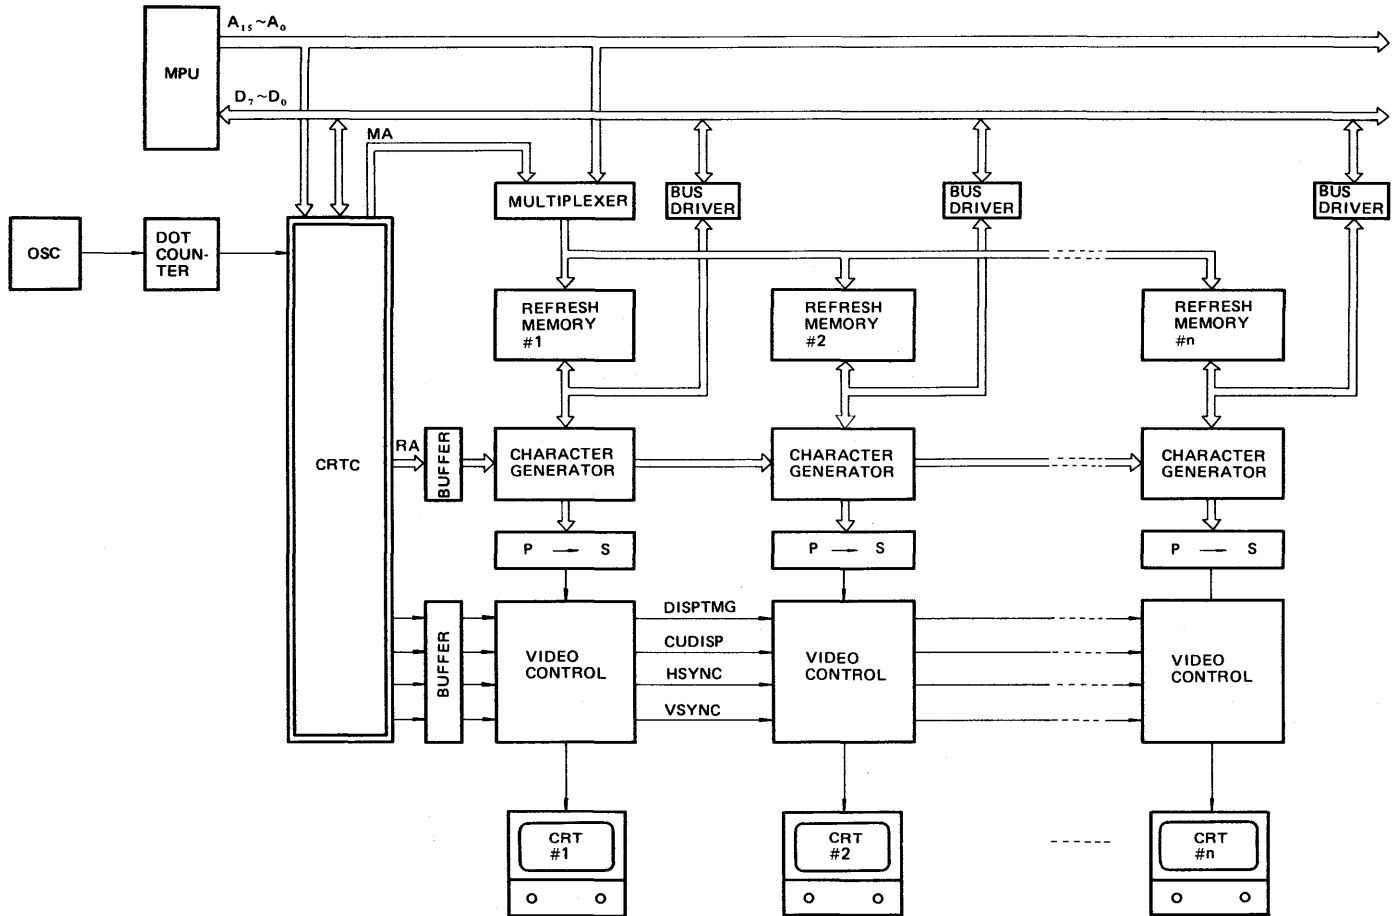 A₁₅~A₀
MPU
D₇~D₀
MA
MULTIPLEXER
BUS
DRIVER
BUS
DRIVER
BUS
DRIVER
OSC
DOT
COUN-
TER
REFRESH
MEMORY
#1
REFRESH
MEMORY
#2
REFRESH
MEMORY
#n
CRTC
RA
BUFFER
CHARACTER
GENERATOR
CHARACTER
GENERATOR
CHARACTER
GENERATOR
P → S
P → S
P → S
BUFFER
VIDEO
CONTROL
DISPTMG
CUDISP
HSYNC
VSYNC
VIDEO
CONTROL
VIDEO
CONTROL
CRT
#1
CRT
#2
CRT
#n